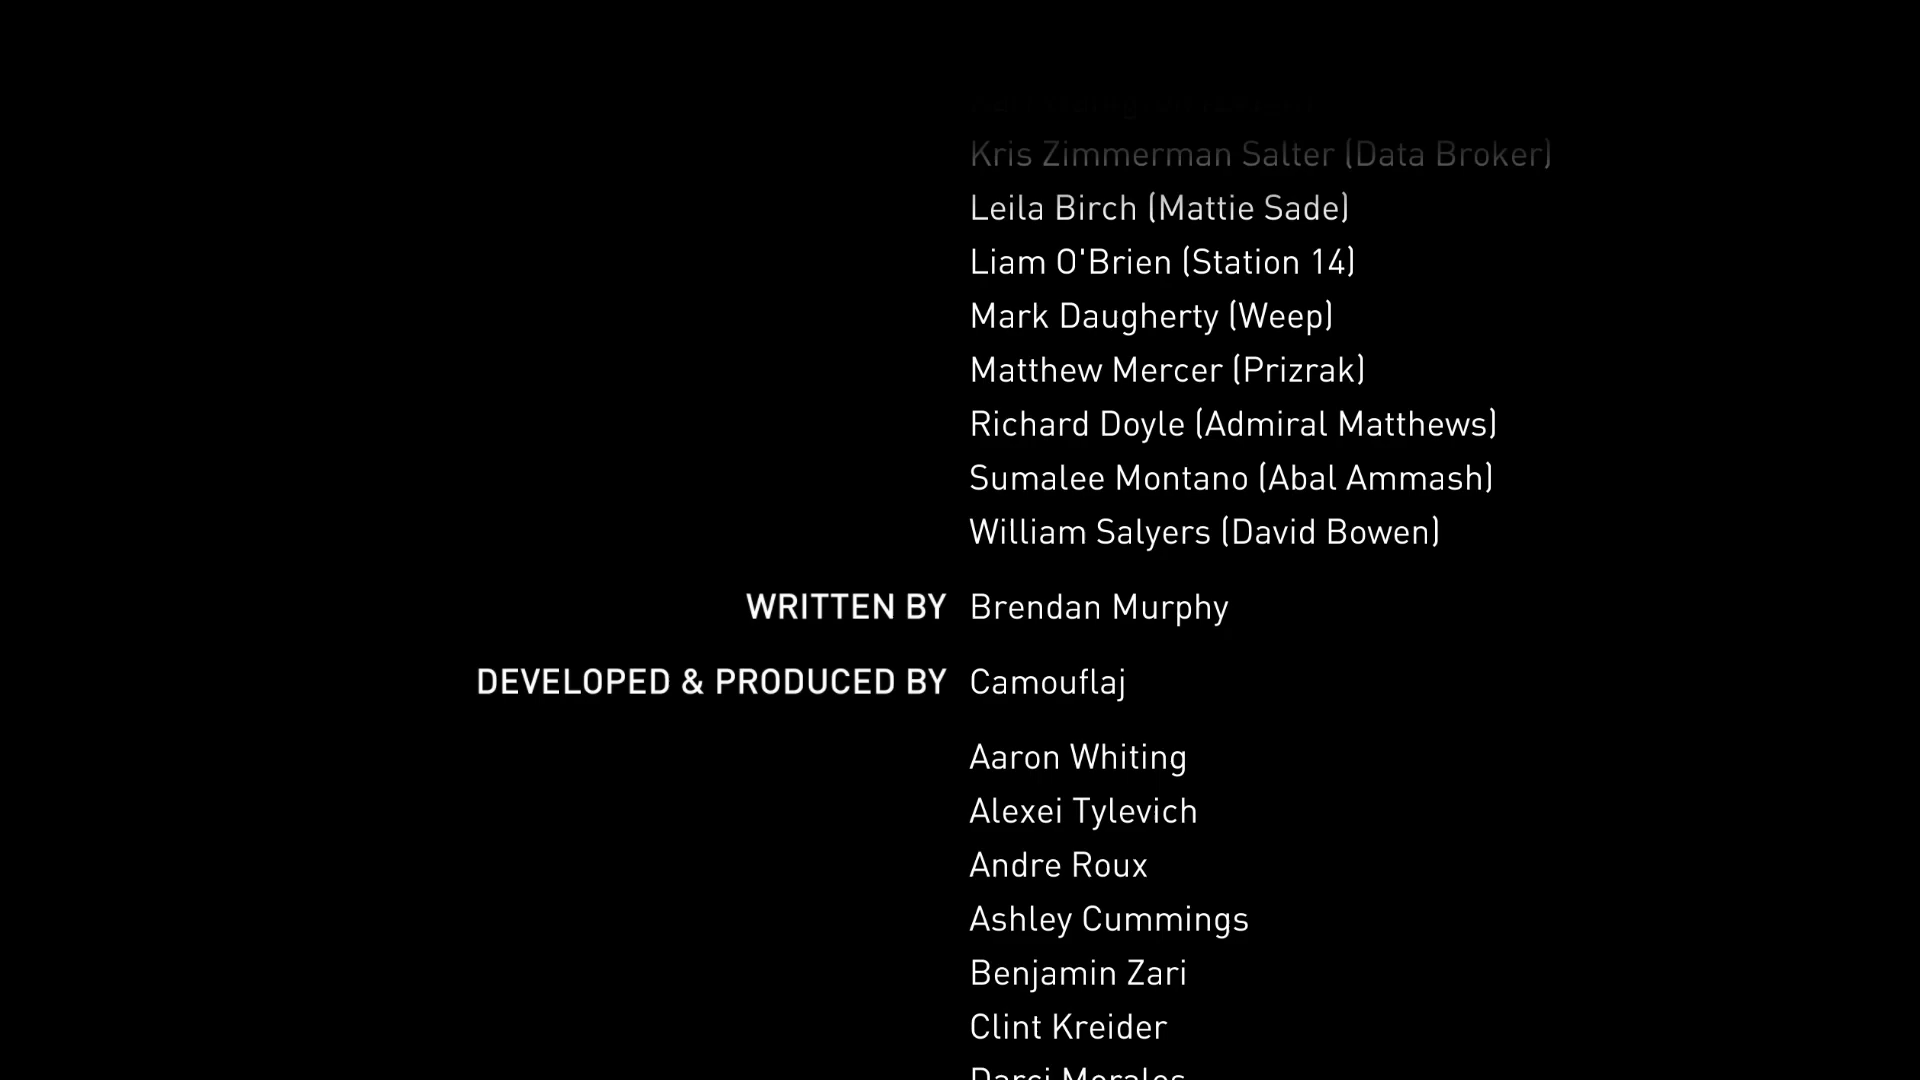 Kris Zimmerman Salter (Data Broker)
Leila Birch (Mattie Sade)
Liam O'Brien (Station 14)
Mark Daugherty (Weep)
Matthew Mercer (Prizrak)
Richard Doyle (Admiral Matthews)
Sumalee Montano (Abal Ammash)
William Salyers (David Bowen)
WRITTEN BY Brendan Murphy
DEVELOPED & PRODUCED BY Camouflaj
Aaron Whiting
Alexei Tylevich
Andre Roux
Ashley Cummings
Benjamin Zari
Clint Kreider
Darci Morales